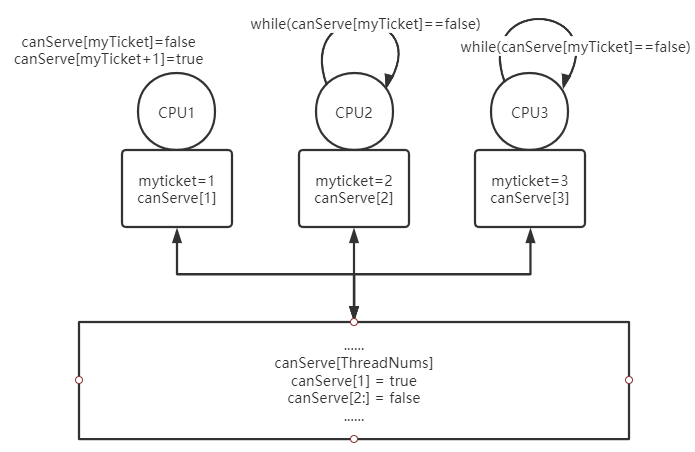 while(canServe[myTicket]==false)
canServe[myTicket]=false
canServe[myTicket+1]=true
while(canServe[myTicket]==false)
CPU1
CPU2
CPU3
myticket=1
canServe[1]
myticket=2
canServe[2]
myticket=3
canServe[3]
......
canServe[ThreadNums]
canServe[1] = true
canServe[2:] = false
......